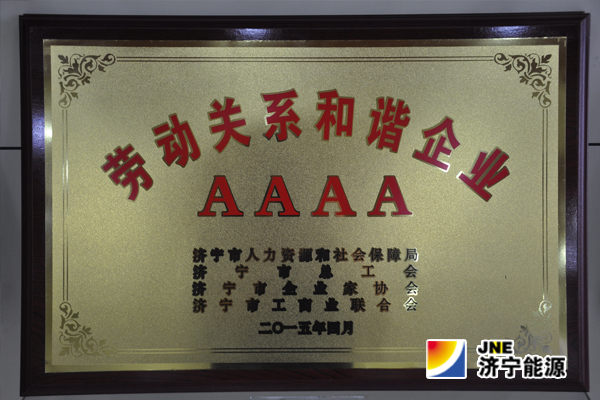 劳动关系和谐企业
AAAA
济宁市人力资源和社会保障局
济宁市总工会
济宁市企业家协会
济宁市工商业联合会
二〇一五年四月
JNE
济宁能源